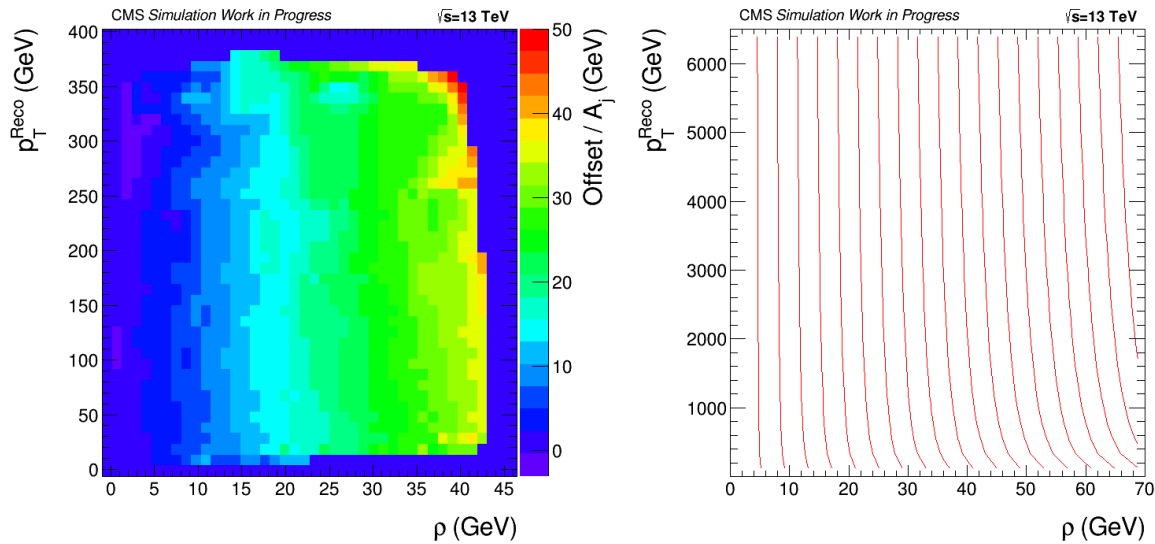 CMS Simulation Work in Progress √s=13 TeV
p_T^Reco (GeV)
400
350
300
250
200
150
100
50
0
0 5 10 15 20 25 30 35 40 45
ρ (GeV)
50
40
30
20
10
0
Offset / A_j (GeV)
CMS Simulation Work in Progress √s=13 TeV
p_T^Reco (GeV)
6000
5000
4000
3000
2000
1000
0 10 20 30 40 50 60 70
ρ (GeV)